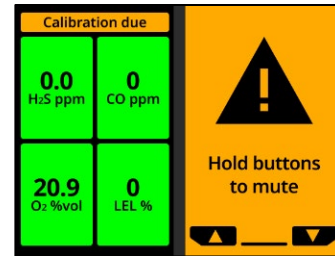 Calibration due
0.0
H₂S ppm
0
CO ppm
20.9
O₂ %vol
0
LEL %
!
Hold buttons
to mute